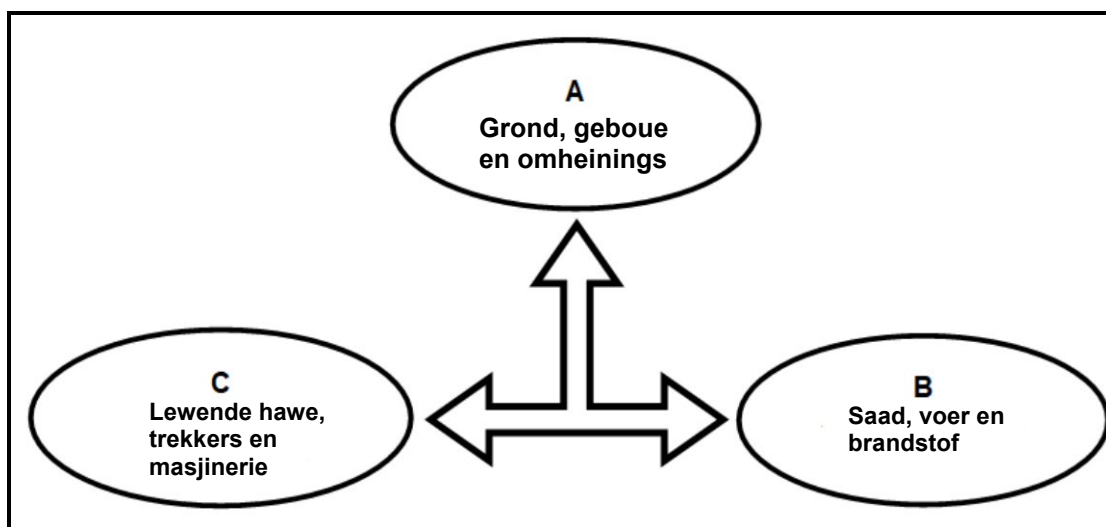 A
Grond, geboue
en omheinings
C
Lewende hawe,
trekkers en
masjinerie
B
Saad, voer en
brandstof